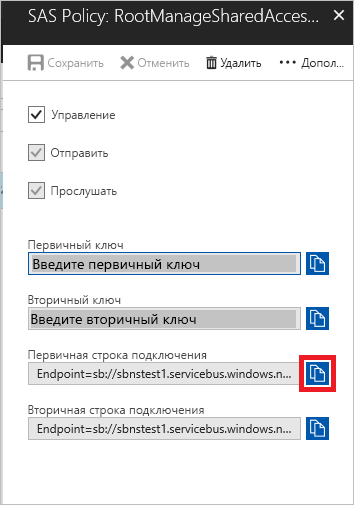 SAS Policy: RootManageSharedAcces...
Сохранить Отменить Удалить ••• Допол...
Управление
Отправить
Прослушать
Первичный ключ
Введите первичный ключ
Вторичный ключ
Введите вторичный ключ
Первичная строка подключения
Endpoint=sb://sbnstest1.servicebus.windows.n...
Вторичная строка подключения
Endpoint=sb://sbnstest1.servicebus.windows.n...